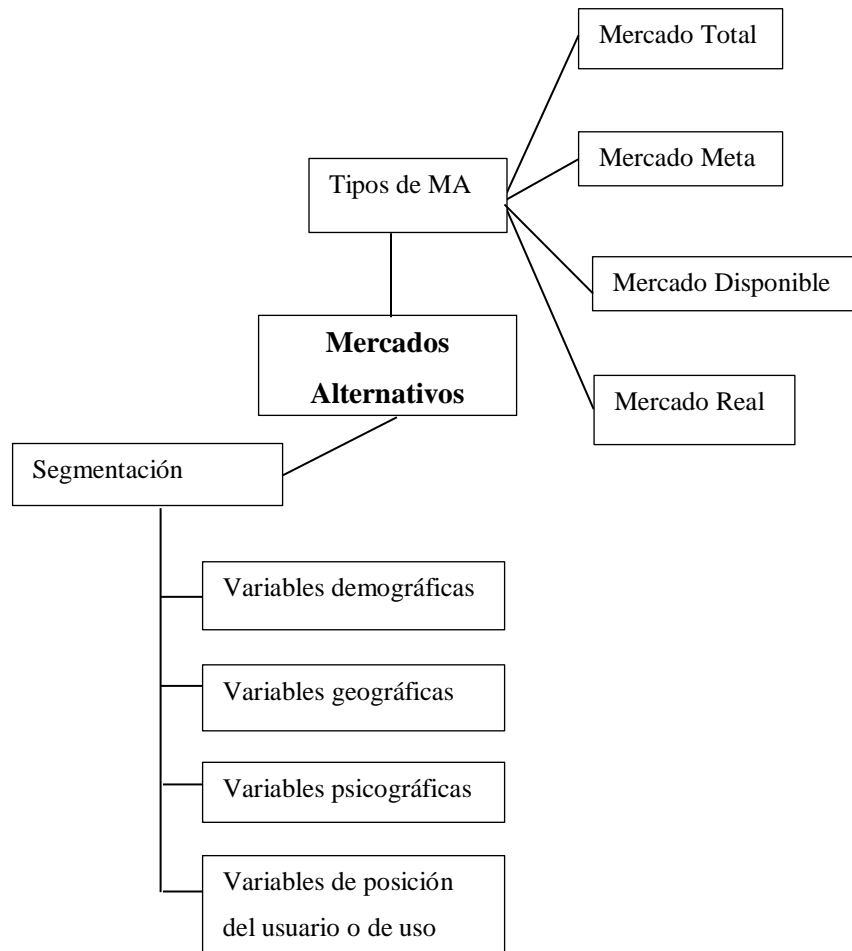 Mercado Total
Mercado Meta
Tipos de MA
Mercado Disponible
Mercados
Alternativos
Mercado Real
Segmentación
Variables demográficas
Variables geográficas
Variables psicográficas
Variables de posición
del usuario o de uso